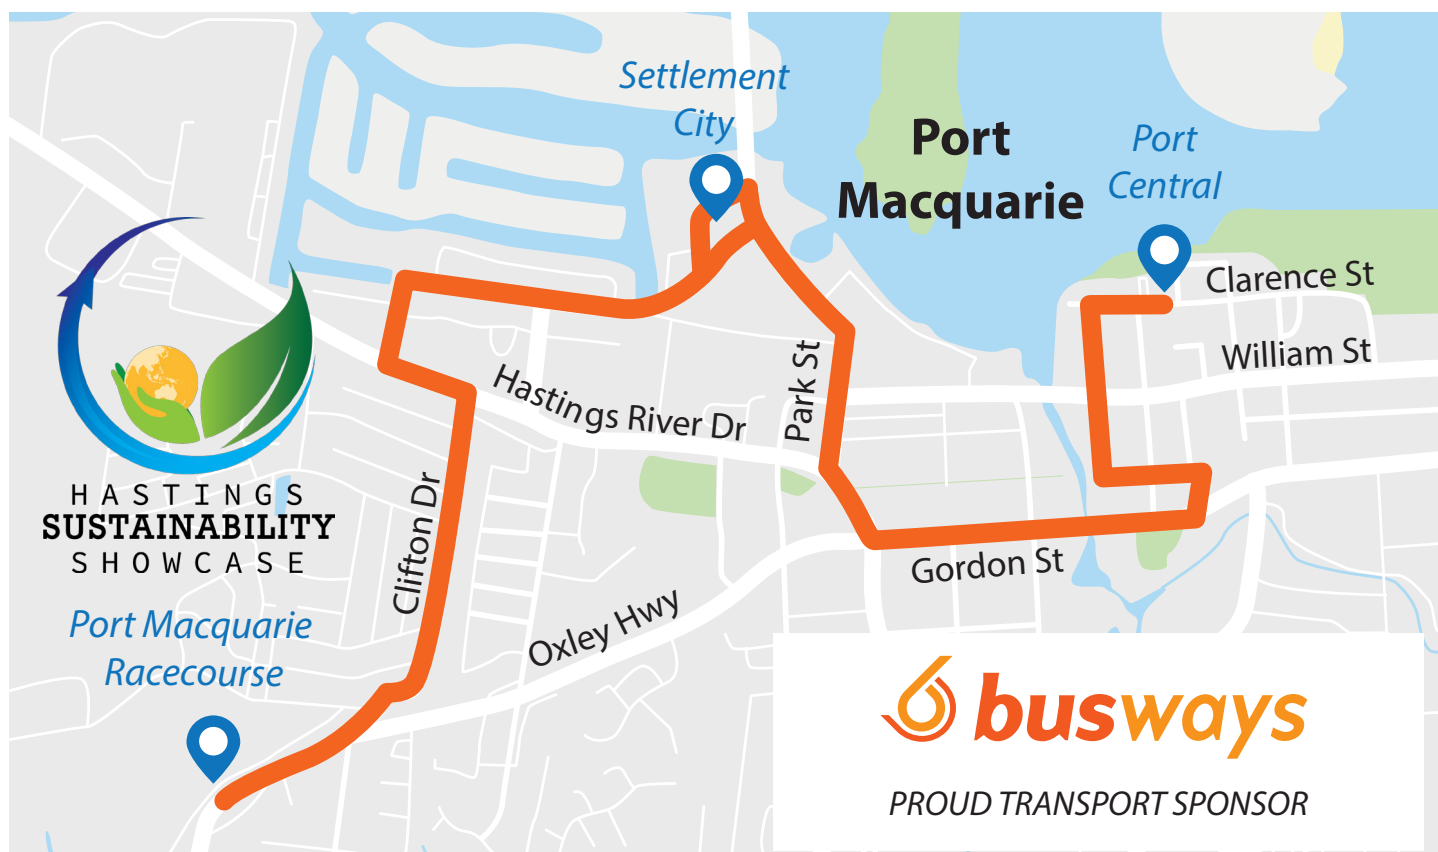 Settlement
City
Port
Macquarie
Port
Central
Clarence St
William St
Hastings River Dr
Park St
Clifton Dr
Gordon St
Oxley Hwy
HASTINGS
SUSTAINABILITY
SHOWCASE
Port Macquarie
Racecourse
busways
PROUD TRANSPORT SPONSOR